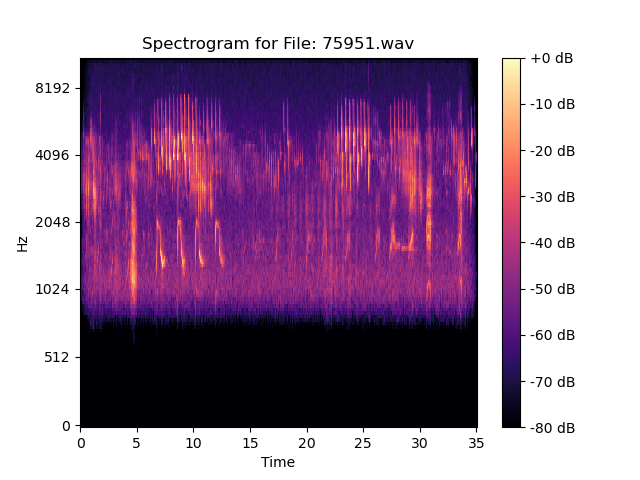 Spectrogram for File: 75951.wav
8192
4096
2048
1024
512
0
Hz
0 5 10 15 20 25 30 35
Time
+0 dB
-10 dB
-20 dB
-30 dB
-40 dB
-50 dB
-60 dB
-70 dB
-80 dB